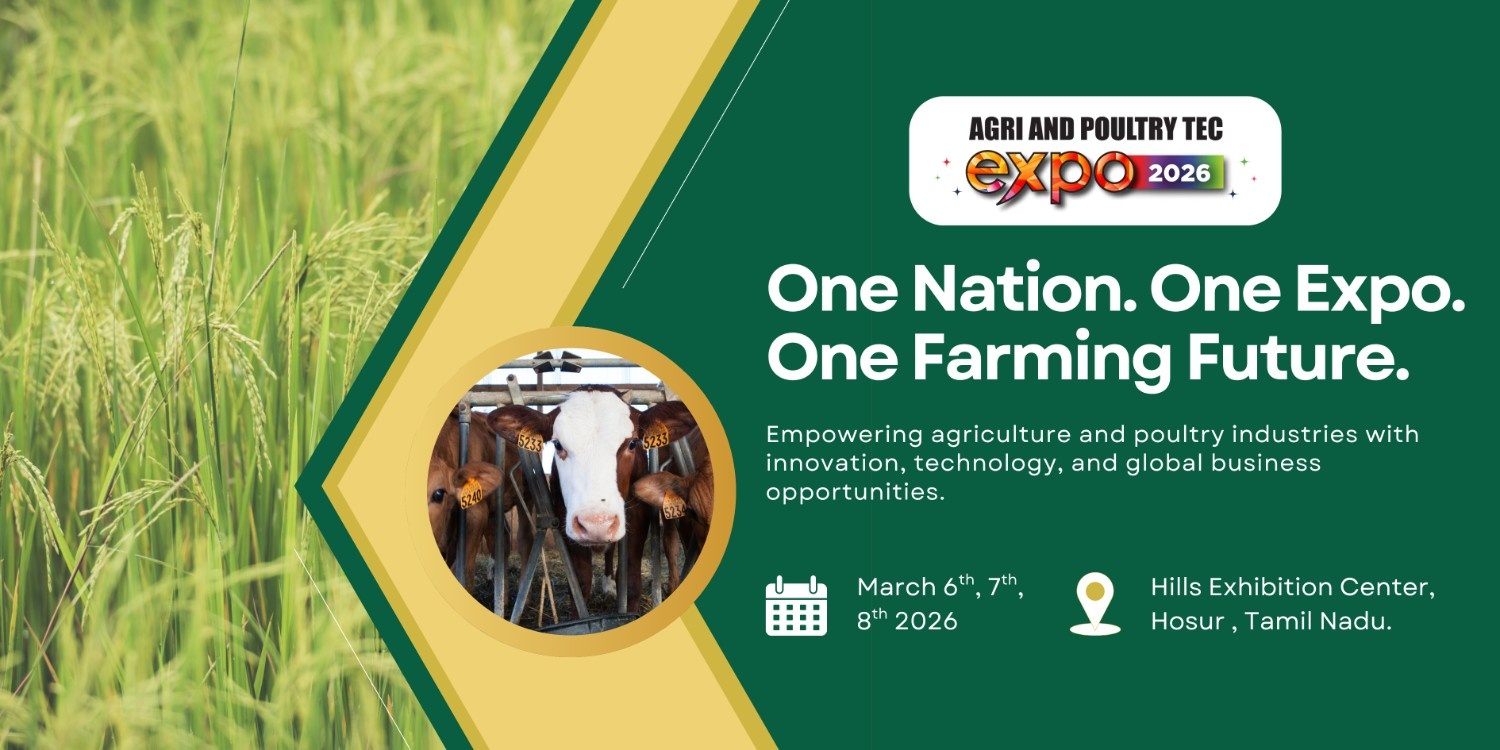 AGRI AND POULTRY TEC
expo 2026
One Nation. One Expo.
One Farming Future.
Empowering agriculture and poultry industries with
innovation, technology, and global business
opportunities.
March 6th, 7th,
8th 2026
Hills Exhibition Center,
Hosur , Tamil Nadu.
5233
5233
5240
5234